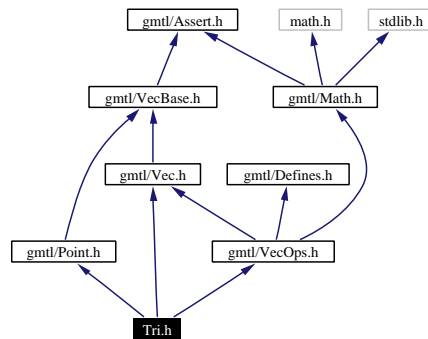 gmtl/Assert.h
math.h
stdlib.h
gmtl/VecBase.h
gmtl/Math.h
gmtl/Vec.h
gmtl/Defines.h
gmtl/Point.h
gmtl/VecOps.h
Tri.h